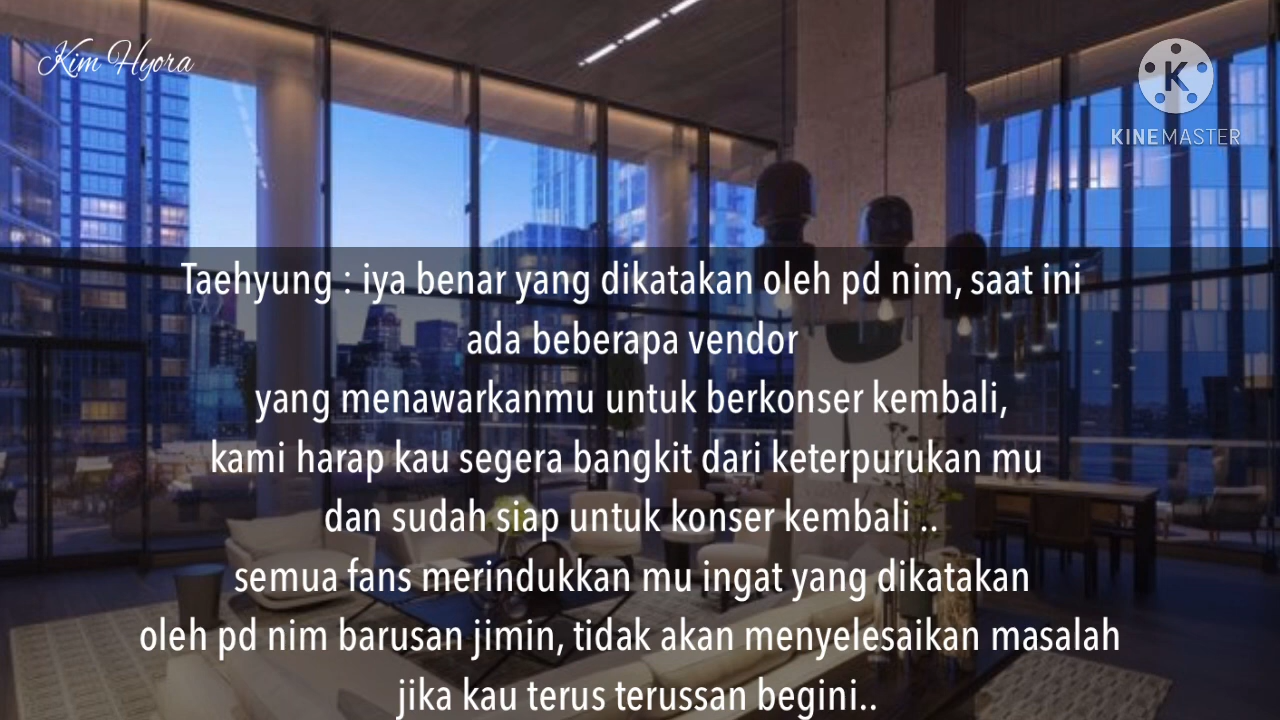 Kim Hyora
KINEMASTER
Taehyung : iya benar yang dikatakan oleh pd nim, saat ini
ada beberapa vendor
yang menawarkanmu untuk berkonser kembali,
kami harap kau segera bangkit dari keterpurukan mu
dan sudah siap untuk konser kembali ..
semua fans merindukkan mu ingat yang dikatakan
oleh pd nim barusan jimin, tidak akan menyelesaikan masalah
jika kau terus terussan begini..